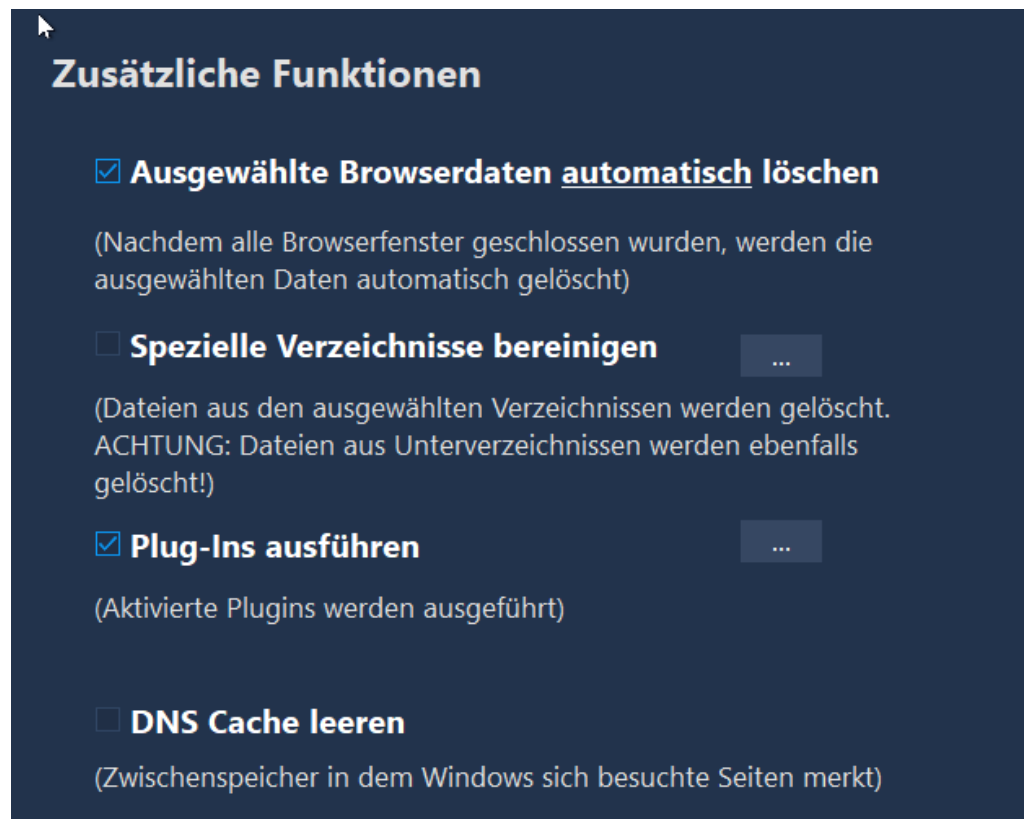 Zusätzliche Funktionen
Ausgewählte Browserdaten automatisch löschen
(Nachdem alle Browserfenster geschlossen wurden, werden die
ausgewählten Daten automatisch gelöscht)
Spezielle Verzeichnisse bereinigen ...
(Dateien aus den ausgewählten Verzeichnissen werden gelöscht.
ACHTUNG: Dateien aus Unterverzeichnissen werden ebenfalls
gelöscht!)
Plug-Ins ausführen ...
(Aktivierte Plugins werden ausgeführt)
DNS Cache leeren
(Zwischenspeicher in dem Windows sich besuchte Seiten merkt)